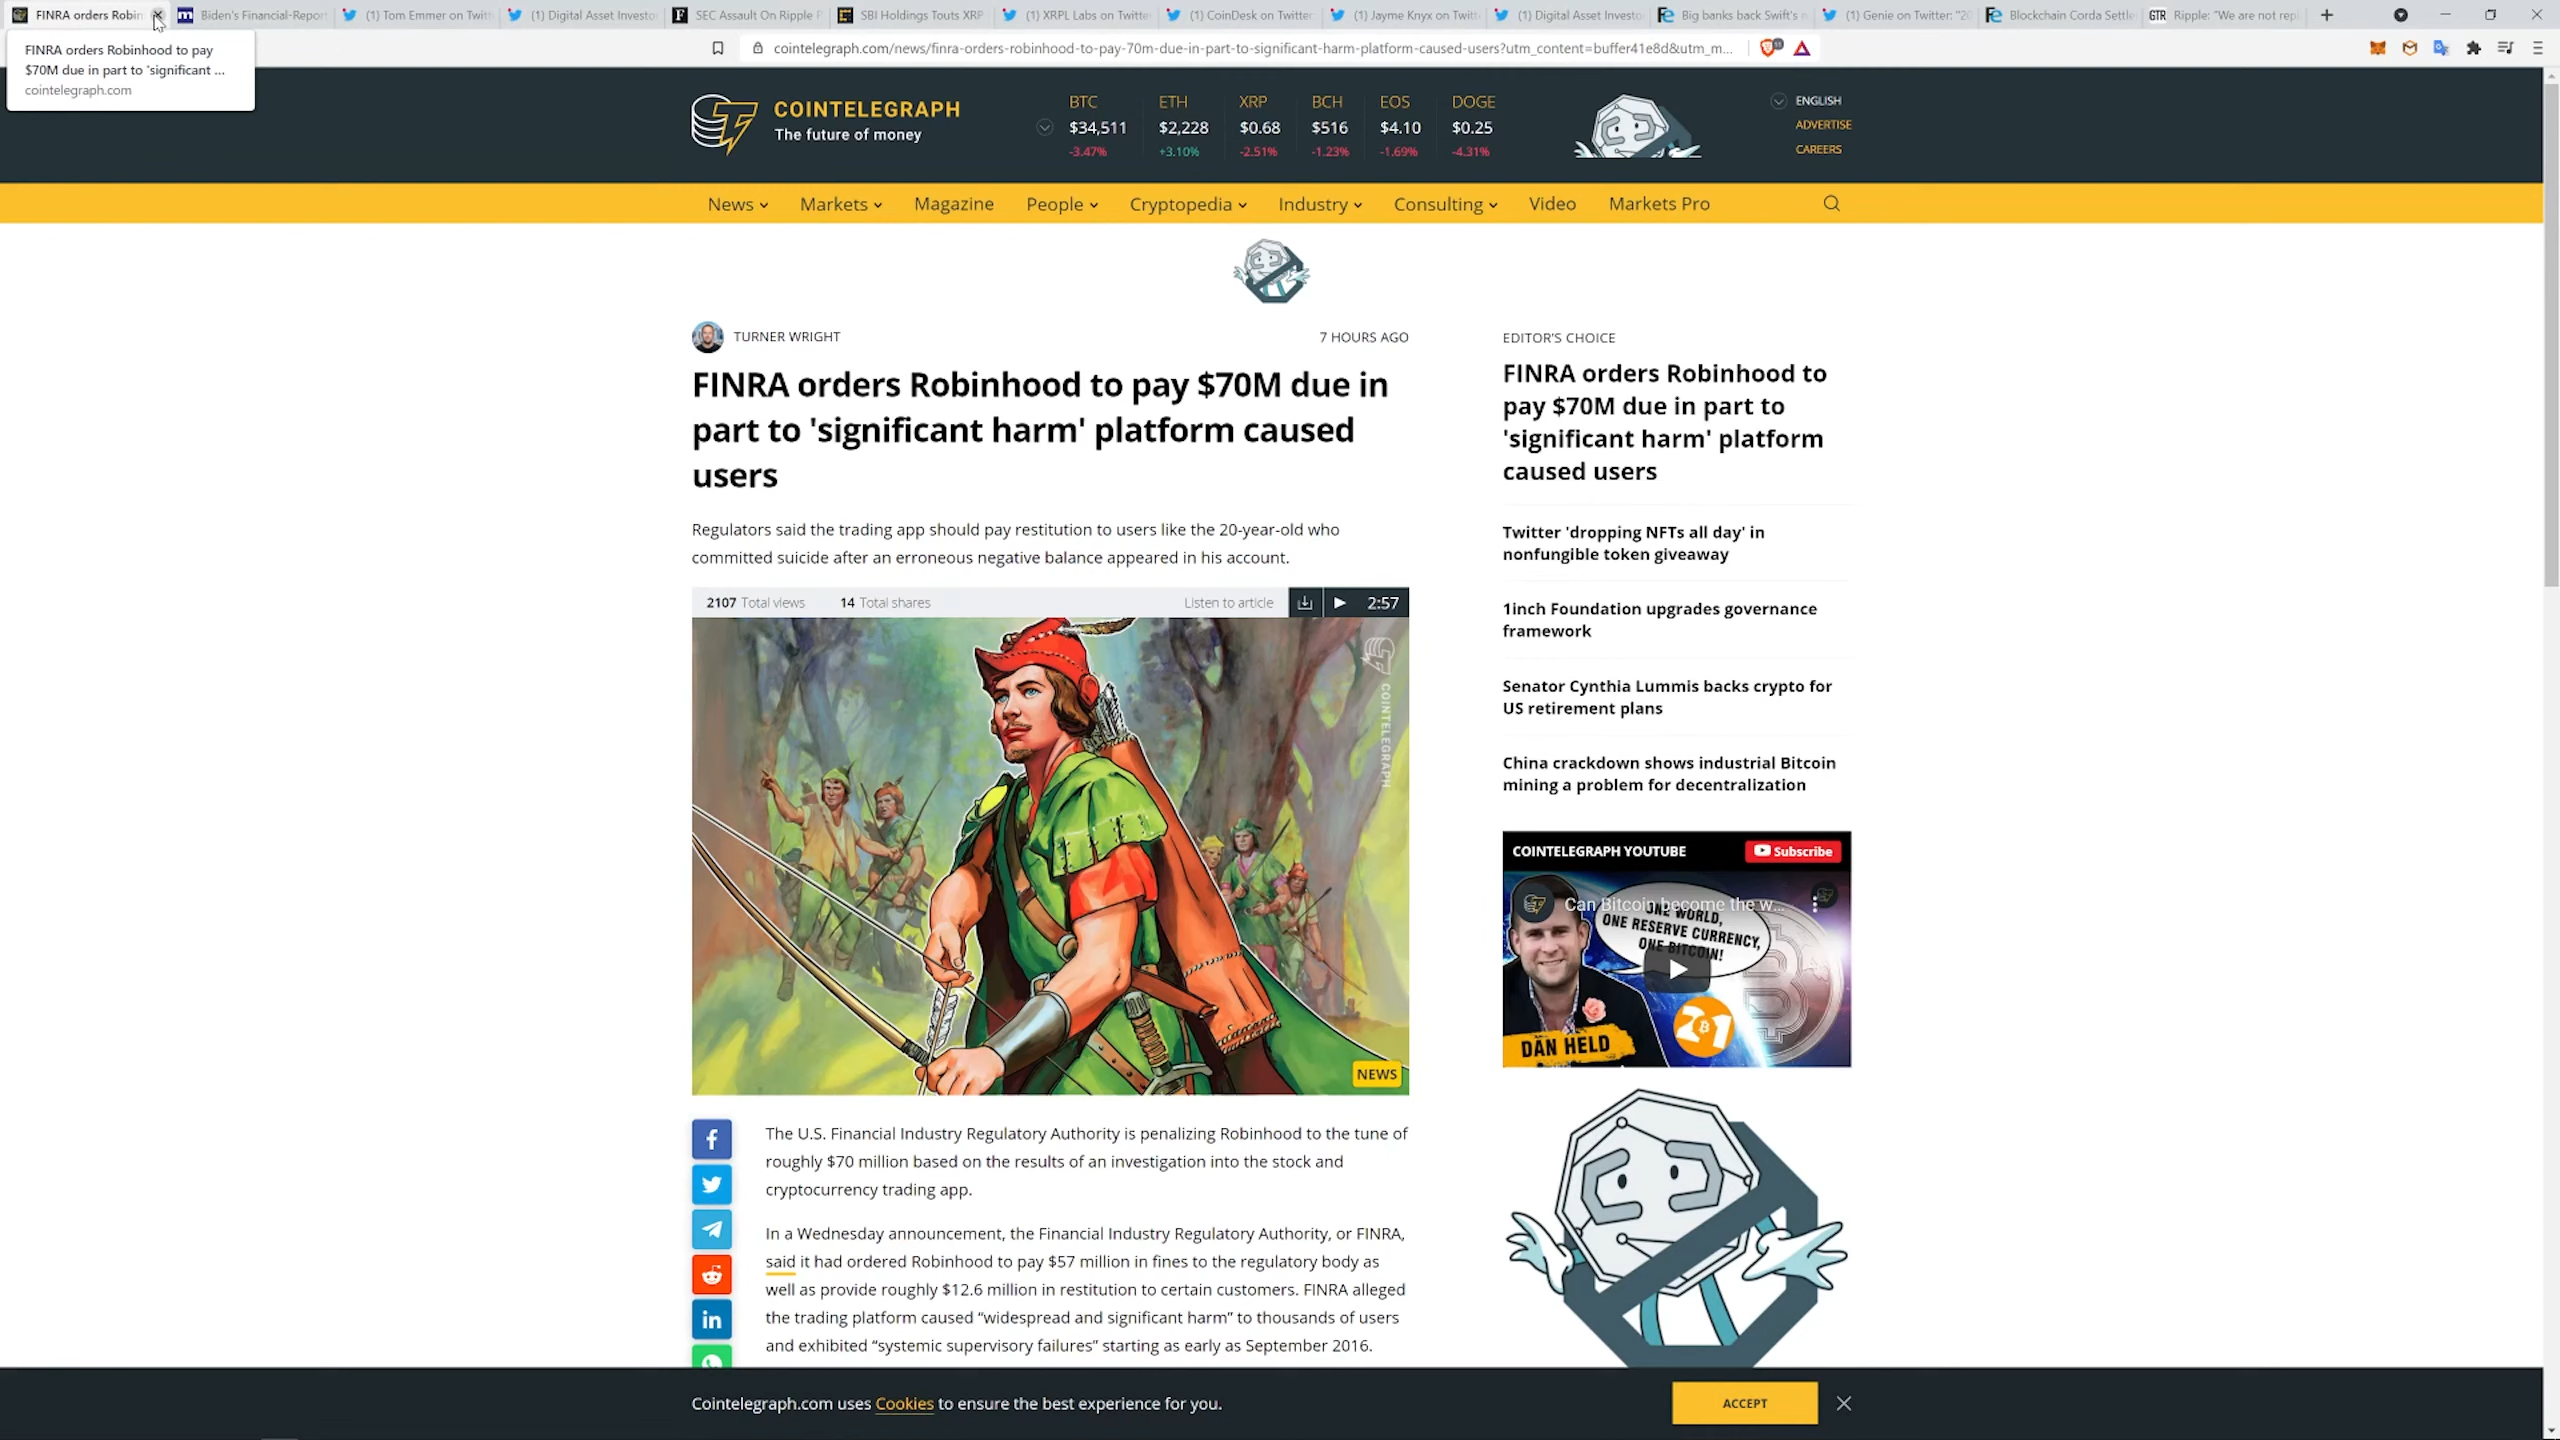 FINRA orders Robin
Biden's Financial-Report
(1) Tom Emmer on Twitt
(1) Digital Asset Investo
SEC Assault On Ripple
SBI Holdings Touts XRP
(1) XRPL Labs on Twitte
(1) CoinDesk on Twitter
(1) Jayme Knyx on Twitt
(1) Digital Asset Investo
Big banks back Swift's
(1) Genie on Twitter: "20
Blockchain Corda Settle
GTR Ripple: "We are not repl
FINRA orders Robinhood to pay
$70M due in part to 'significant ...
cointelegraph.com
cointelegraph.com/news/finra-orders-robinhood-to-pay-70m-due-in-part-to-significant-harm-platform-caused-users?utm_content=buffer41e8d&utm_m...
COINTELEGRAPH
The future of money
BTC ETH XRP BCH EOS DOGE
$34,511 $2,228 $0.68 $516 $4.10 $0.25
-3.47% +3.10% -2.51% -1.23% -1.69% -4.31%
ENGLISH
ADVERTISE
CAREERS
News Markets Magazine People Cryptopedia Industry Consulting Video Markets Pro
TURNER WRIGHT
7 HOURS AGO
FINRA orders Robinhood to pay $70M due in
part to 'significant harm' platform caused
users
Regulators said the trading app should pay restitution to users like the 20-year-old who
committed suicide after an erroneous negative balance appeared in his account.
2107 Total views 14 Total shares Listen to article 2:57
COINTELEGRAPH
NEWS
The U.S. Financial Industry Regulatory Authority is penalizing Robinhood to the tune of
roughly $70 million based on the results of an investigation into the stock and
cryptocurrency trading app.
In a Wednesday announcement, the Financial Industry Regulatory Authority, or FINRA,
said it had ordered Robinhood to pay $57 million in fines to the regulatory body as
well as provide roughly $12.6 million in restitution to certain customers. FINRA alleged
the trading platform caused “widespread and significant harm” to thousands of users
and exhibited “systemic supervisory failures” starting as early as September 2016.
EDITOR'S CHOICE
FINRA orders Robinhood to
pay $70M due in part to
'significant harm' platform
caused users
Twitter 'dropping NFTs all day' in
nonfungible token giveaway
1inch Foundation upgrades governance
framework
Senator Cynthia Lummis backs crypto for
US retirement plans
China crackdown shows industrial Bitcoin
mining a problem for decentralization
COINTELEGRAPH YOUTUBE
Subscribe
Can Bitcoin become the w...
ONE WORLD,
ONE RESERVE CURRENCY,
ONE BITCOIN!
DAN HELD
21
Cointelegraph.com uses Cookies to ensure the best experience for you.
ACCEPT